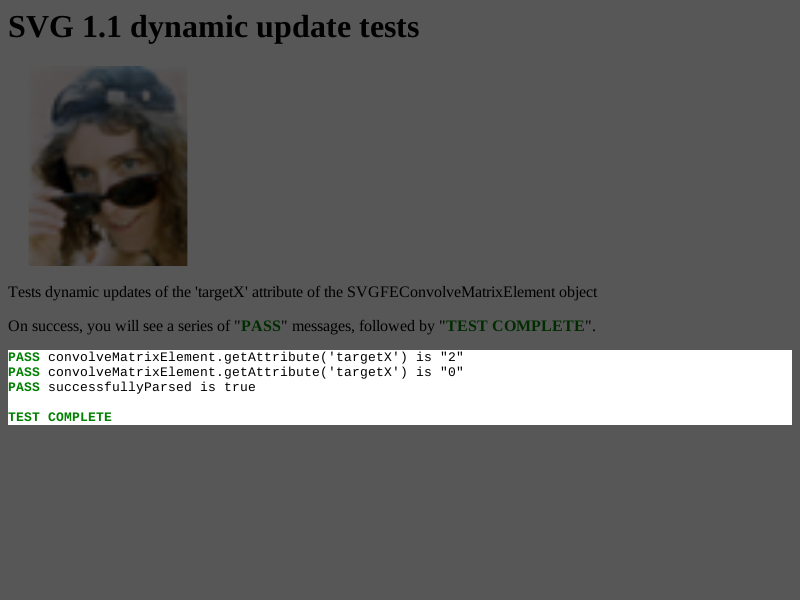 SVG 1.1 dynamic update tests
Tests dynamic updates of the 'targetX' attribute of the SVGFEConvolveMatrixElement object
On success, you will see a series of "PASS" messages, followed by "TEST COMPLETE".
PASS convolveMatrixElement.getAttribute('targetX') is "2"
PASS convolveMatrixElement.getAttribute('targetX') is "0"
PASS successfullyParsed is true
TEST COMPLETE